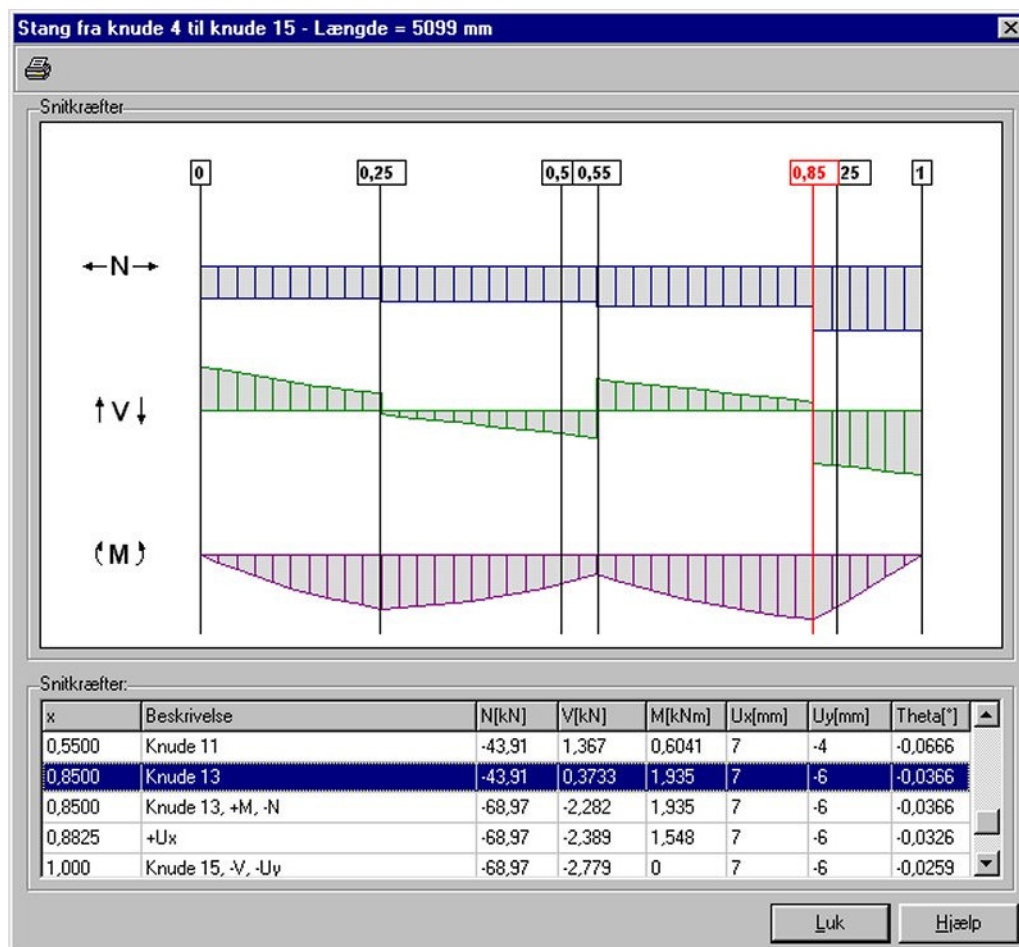 Stang fra knude 4 til knude 15 - Længde = 5099 mm
Snitkræfter
0 0,25 0,5 0,55 0,85 25 1
N
V
M
Snitkræfter:
x Beskrivelse N[kN] V[kN] M[kNm] Ux[mm] Uy[mm] Theta[°]
0,5500 Knude 11 -43,91 1,367 0,6041 7 -4 -0,0666
0,8500 Knude 13 -43,91 0,3733 1,935 7 -6 -0,0366
0,8500 Knude 13, +M, -N -68,97 -2,282 1,935 7 -6 -0,0366
0,8825 +Ux -68,97 -2,389 1,548 7 -6 -0,0326
1,000 Knude 15, -V, -Uy -68,97 -2,779 0 7 -6 -0,0259
Luk Hjælp